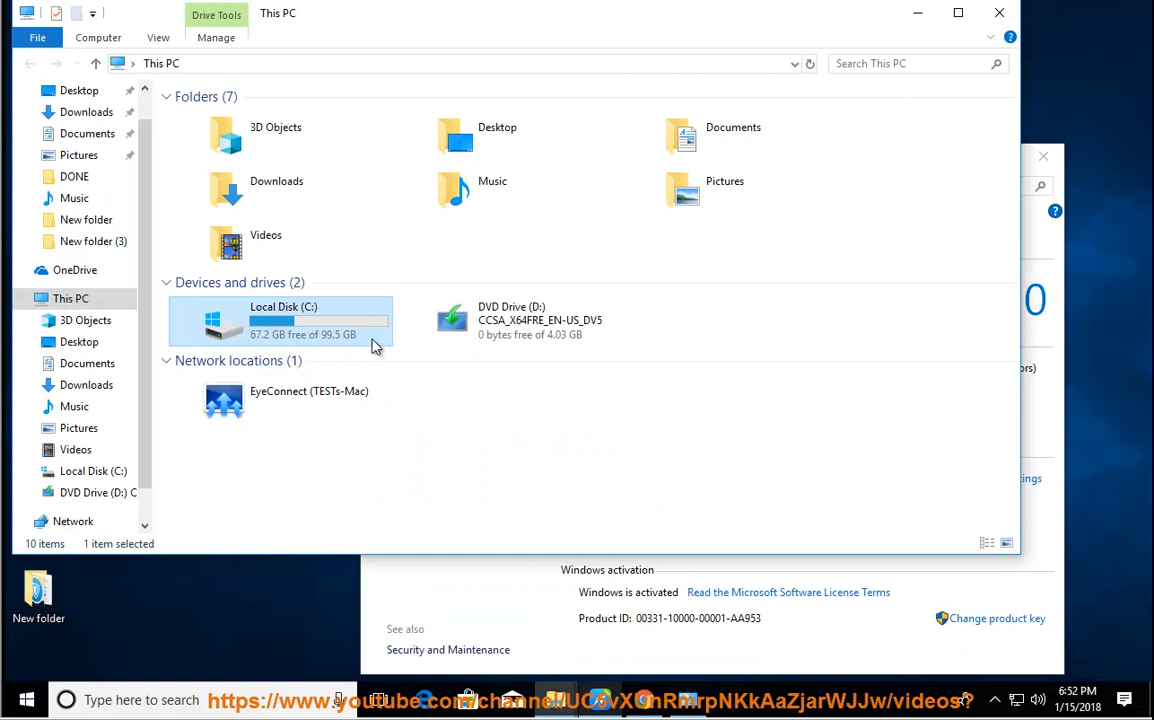 Drive Tools
This PC
File
Computer
View
Manage
This PC
Search This PC
Desktop
Downloads
Documents
Pictures
DONE
Music
New folder
New folder (3)
OneDrive
This PC
3D Objects
Desktop
Documents
Downloads
Music
Pictures
Videos
Local Disk (C:)
DVD Drive (D:) C
Network
Folders (7)
3D Objects
Desktop
Documents
Downloads
Music
Pictures
Videos
Devices and drives (2)
Local Disk (C:)
67.2 GB free of 99.5 GB
DVD Drive (D:)
CCSA_X64FRE_EN-US_DV5
0 bytes free of 4.03 GB
Network locations (1)
EyeConnect (TESTs-Mac)
10 items
1 item selected
0
ors)
ings
New folder
Windows activation
Windows is activated
Read the Microsoft Software License Terms
Product ID: 00331-10000-00001-AA953
Change product key
See also
Security and Maintenance
Type here to search
6:52 PM
1/15/2018